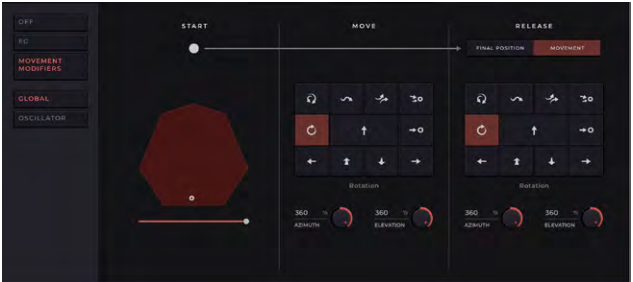 OFF
EQ
MOVEMENT
MODIFIERS
GLOBAL
OSCILLATOR
START
MOVE
RELEASE
FINAL POSITION
MOVEMENT
Rotation
Rotation
360 %
AZIMUTH
360 %
ELEVATION
360 %
AZIMUTH
360 %
ELEVATION